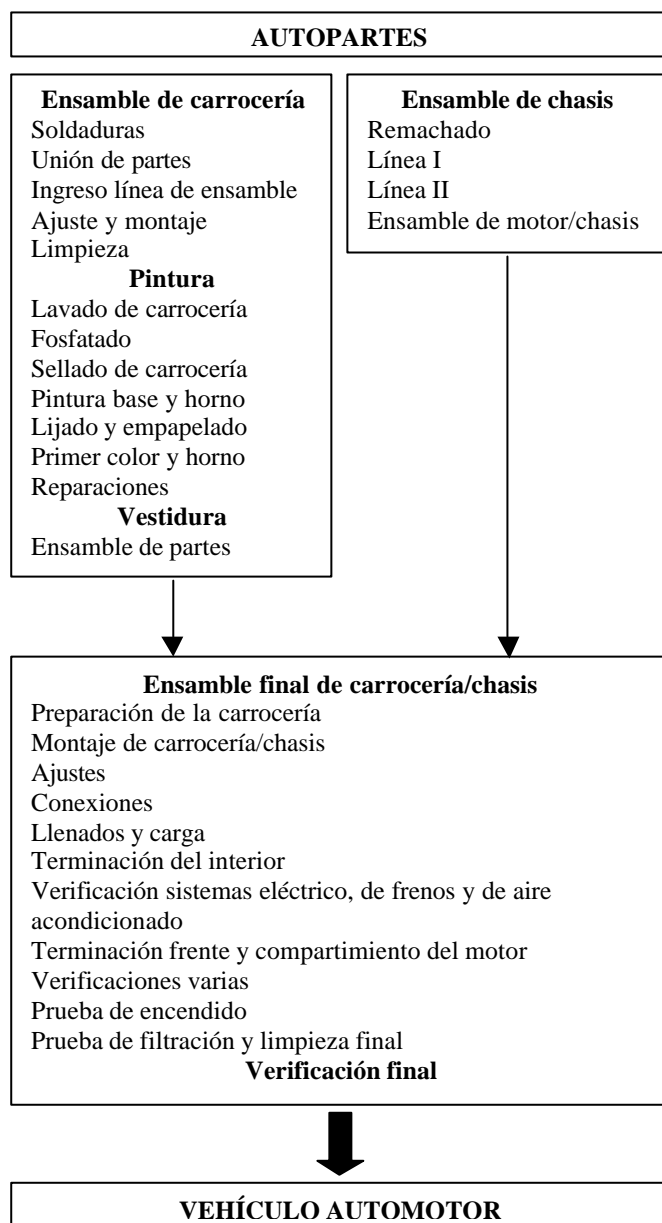 AUTOPARTES
Ensamble de carrocería
Soldaduras
Unión de partes
Ingreso línea de ensamble
Ajuste y montaje
Limpieza
Pintura
Lavado de carrocería
Fosfatado
Sellado de carrocería
Pintura base y horno
Lijado y empapelado
Primer color y horno
Reparaciones
Vestidura
Ensamble de partes
Ensamble de chasis
Remachado
Línea I
Línea II
Ensamble de motor/chasis
Ensamble final de carrocería/chasis
Preparación de la carrocería
Montaje de carrocería/chasis
Ajustes
Conexiones
Llenados y carga
Terminación del interior
Verificación sistemas eléctrico, de frenos y de aire
acondicionado
Terminación frente y compartimiento del motor
Verificaciones varias
Prueba de encendido
Prueba de filtración y limpieza final
Verificación final
VEHÍCULO AUTOMOTOR